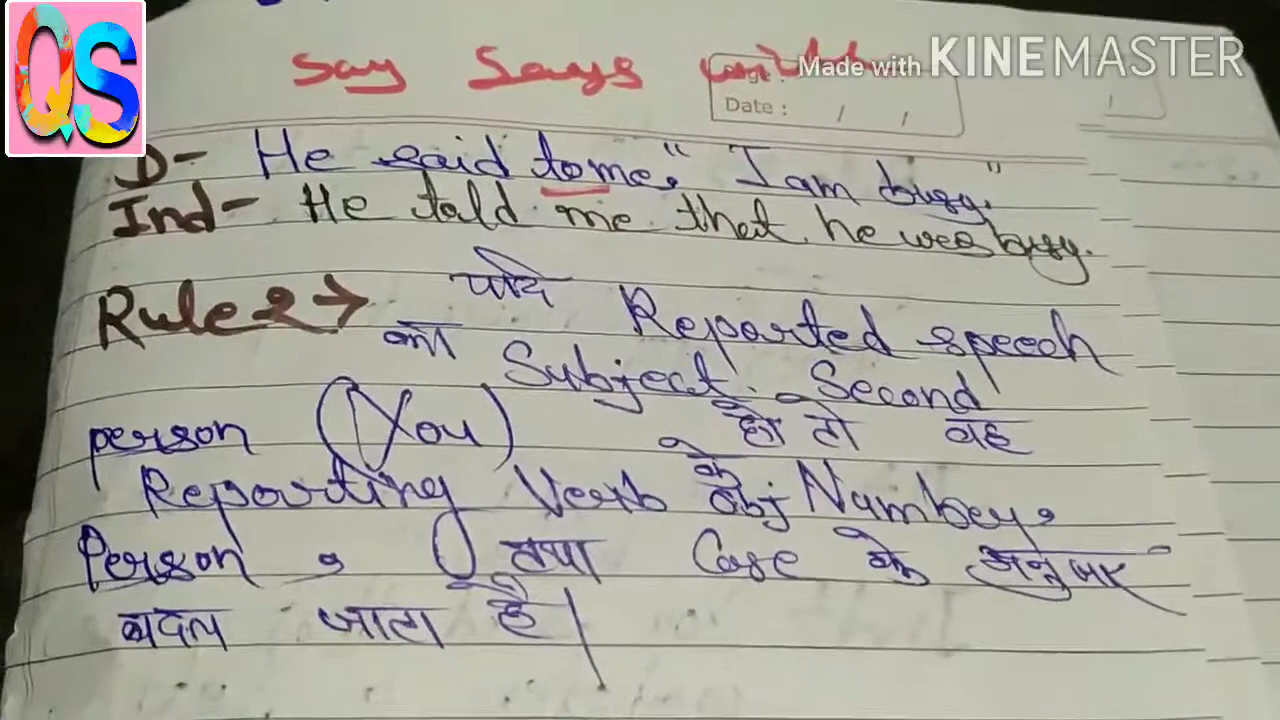 QS
Made with KINEMASTER
say says
Date : / /
D- He said to me, "I am busy."
Ind- He told me that he was busy.
Rule 2 → यदि Reported speech
का Subject Second
person (You) हो तो वह
Reporting Verb के obj Number,
Person, तथा Case के अनुसार
बदल जाता है।